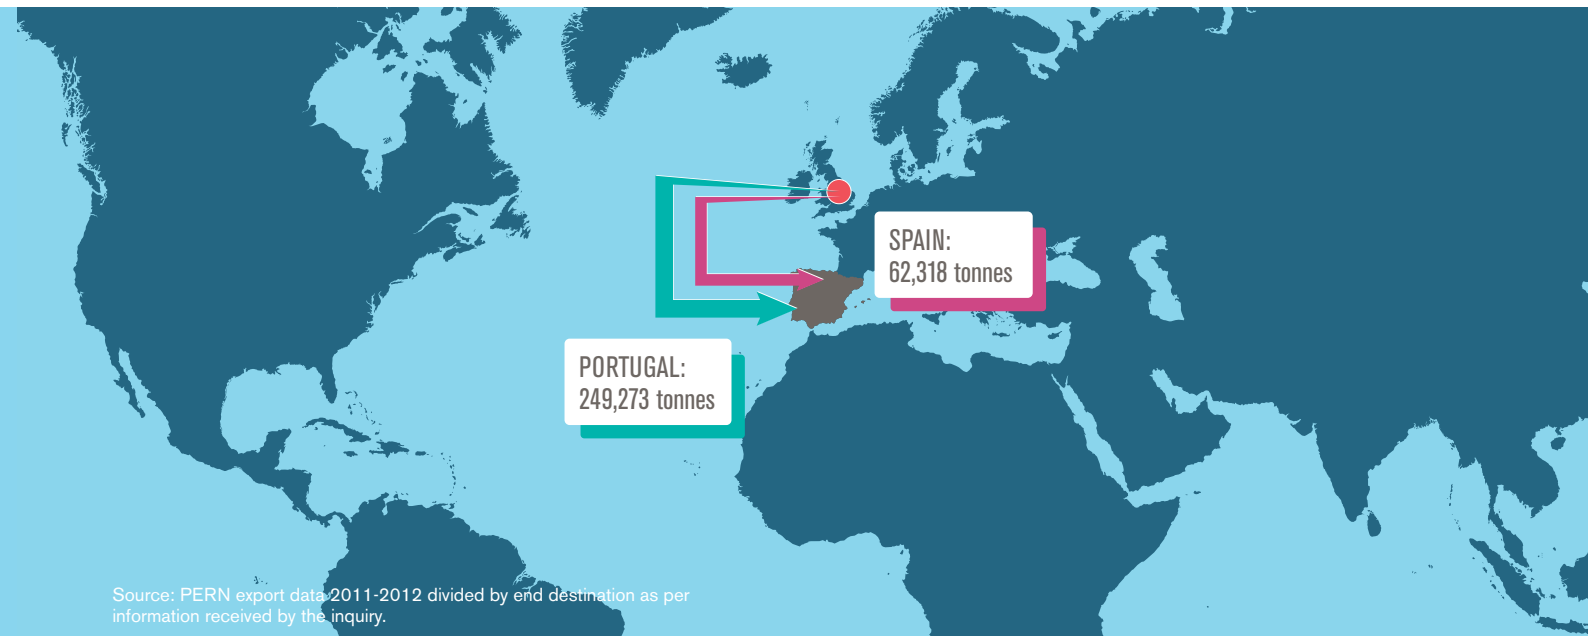 SPAIN:
62,318 tonnes
PORTUGAL:
249,273 tonnes
Source: PERN export data 2011-2012 divided by end destination as per
information received by the inquiry.